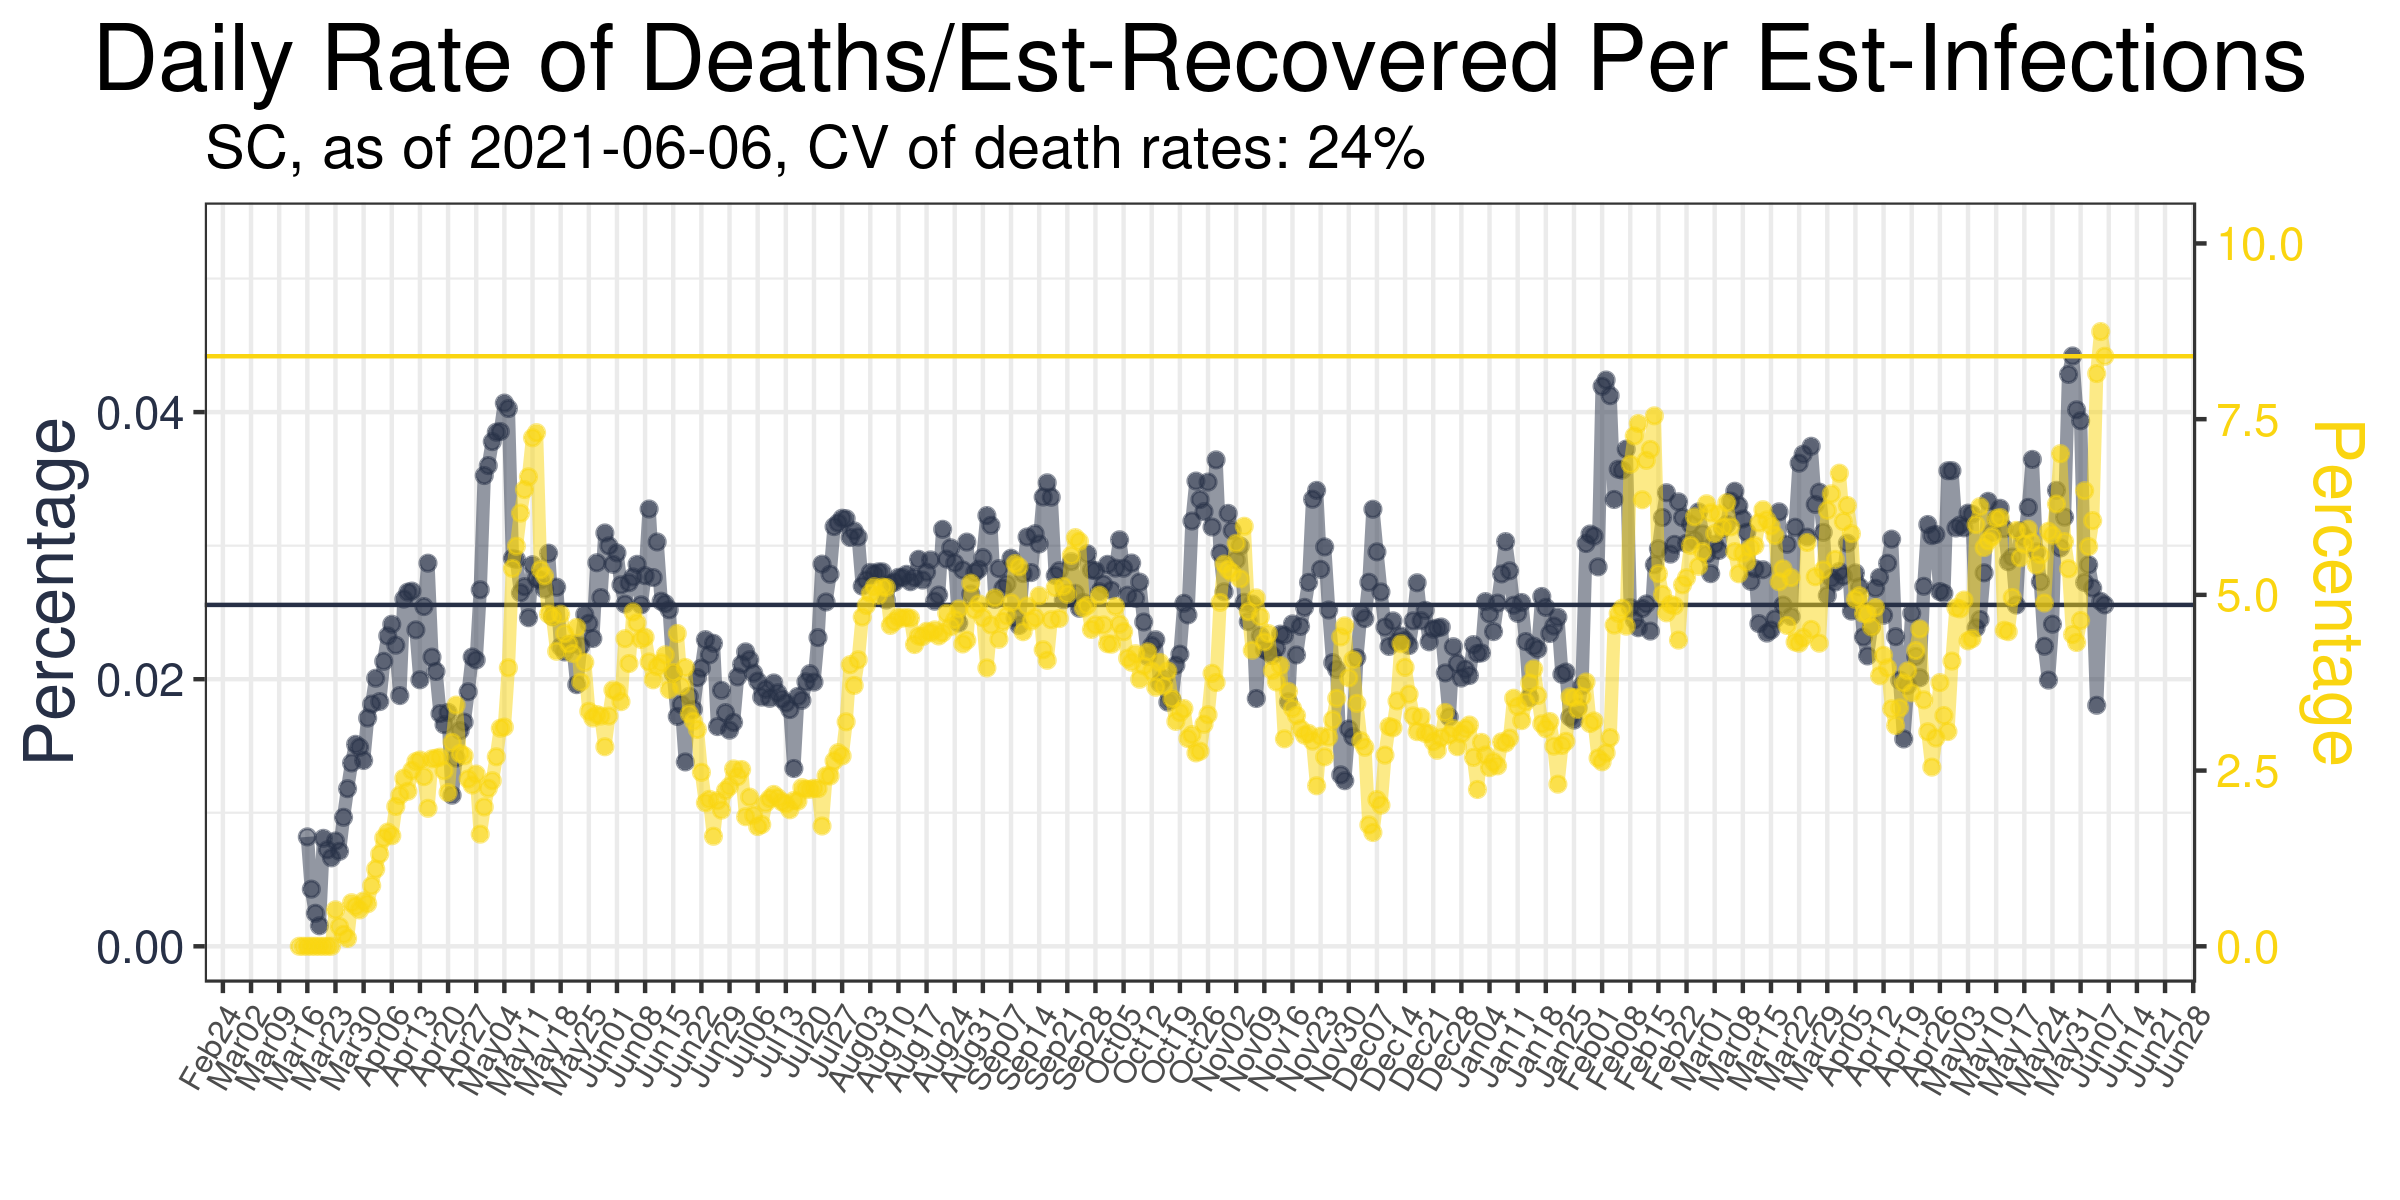 Daily Rate of Deaths/Est-Recovered Per Est-Infections
SC, as of 2021-06-06, CV of death rates: 24%
Percentage
0.04
0.02
0.00
10.0
7.5
5.0
2.5
0.0
Percentage
Feb24
Mar02
Mar09
Mar16
Mar23
Mar30
Apr06
Apr13
Apr20
Apr27
May04
May11
May18
May25
Jun01
Jun08
Jun15
Jun22
Jun29
Jul06
Jul13
Jul20
Jul27
Aug03
Aug10
Aug17
Aug24
Aug31
Sep07
Sep14
Sep21
Sep28
Oct05
Oct12
Oct19
Oct26
Nov02
Nov09
Nov16
Nov23
Nov30
Dec07
Dec14
Dec21
Dec28
Jan04
Jan11
Jan18
Jan25
Feb01
Feb08
Feb15
Feb22
Mar01
Mar08
Mar15
Mar22
Mar29
Apr05
Apr12
Apr19
Apr26
May03
May10
May17
May24
May31
Jun07
Jun14
Jun21
Jun28